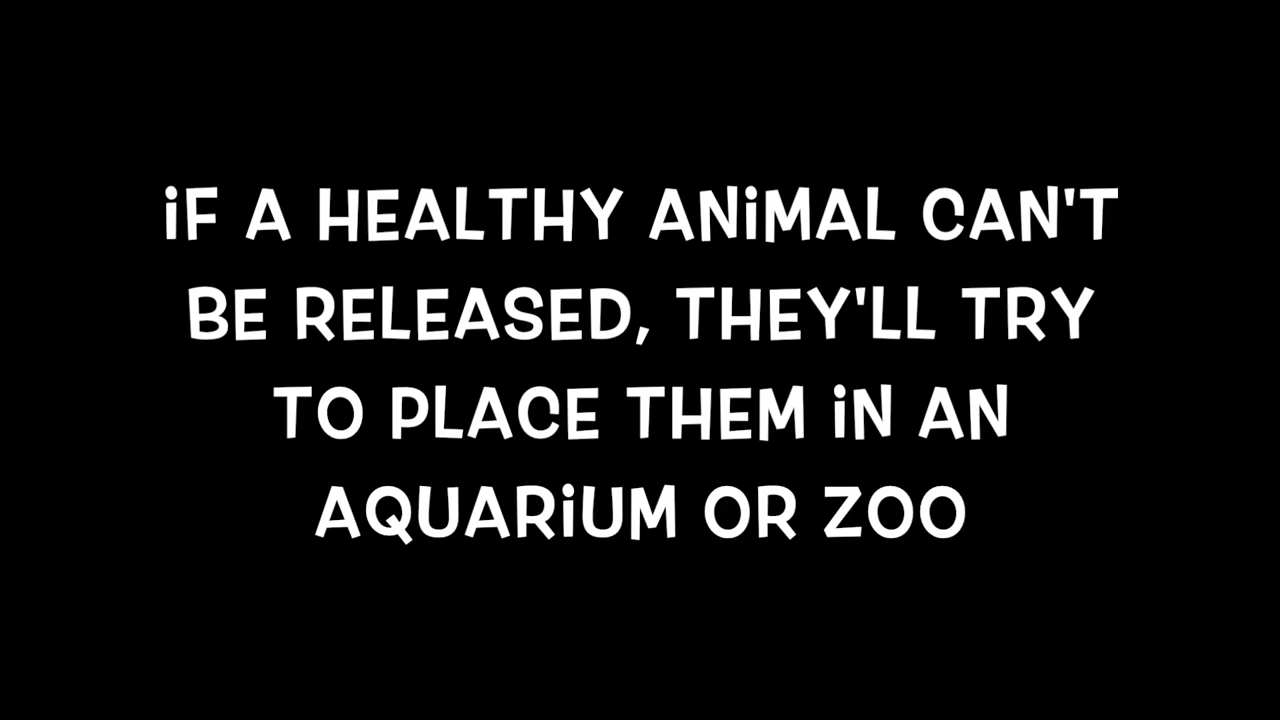 iF A HEALTHY ANiMAL CAN'T
BE RELEASED, THEY'LL TRY
TO PLACE THEM iN AN
AQUARiUM OR ZOO